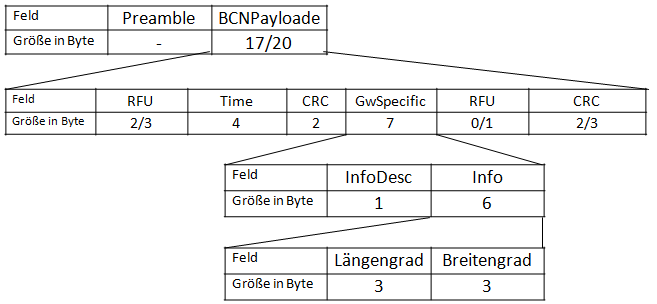 Feld Preamble BCNPayloade
Größe in Byte - 17/20
Feld RFU Time CRC GwSpecific RFU CRC
Größe in Byte 2/3 4 2 7 0/1 2/3
Feld InfoDesc Info
Größe in Byte 1 6
Feld Längengrad Breitengrad
Größe in Byte 3 3